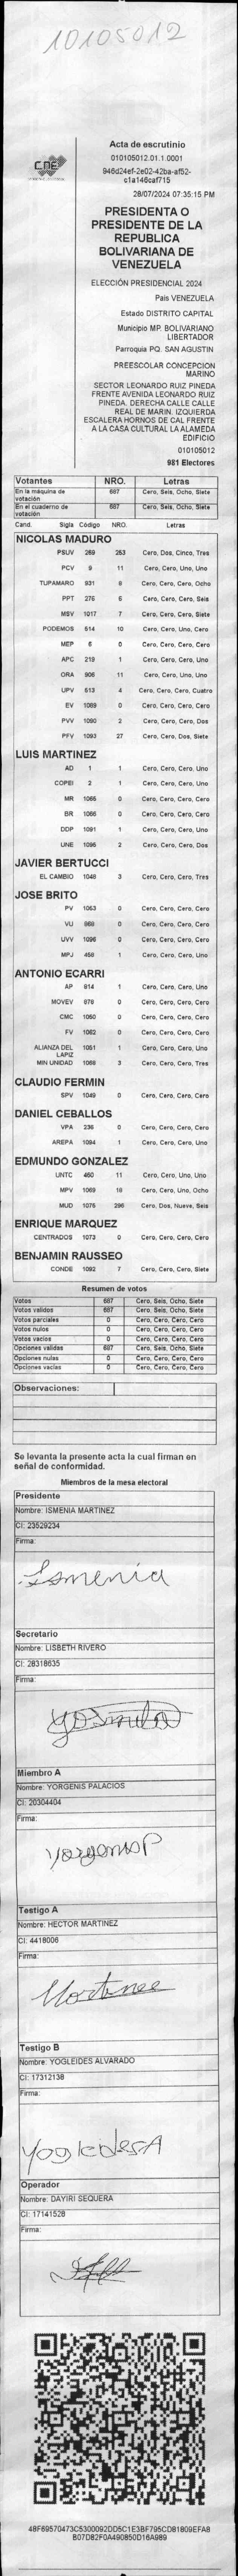 10105012
CNE
Acta de escrutinio
010105012.01.1.0001
946d24ef-2e02-42ba-af52-
c1a146caf715
28/07/2024 07:35:15 PM
PRESIDENTA O
PRESIDENTE DE LA
REPUBLICA
BOLIVARIANA DE
VENEZUELA
ELECCIÓN PRESIDENCIAL 2024
País VENEZUELA
Estado DISTRITO CAPITAL
Municipio MP. BOLIVARIANO
LIBERTADOR
Parroquia PQ. SAN AGUSTIN
PREESCOLAR CONCEPCION
MARINO
SECTOR LEONARDO RUIZ PINEDA
FRENTE AVENIDA LEONARDO RUIZ
PINEDA. DERECHA CALLE CALLE
REAL DE MARIN. IZQUIERDA
ESCALERA HORNOS DE CAL FRENTE
A LA CASA CULTURAL LA ALAMEDA
EDIFICIO
010105012
981 Electores
Votantes NRO. Letras
En la máquina de votación 687 Cero, Seis, Ocho, Siete
En el cuaderno de votación 687 Cero, Seis, Ocho, Siete
Cand. Sigla Código NRO. Letras
NICOLAS MADURO
PSUV 269 253 Cero, Dos, Cinco, Tres
PCV 9 11 Cero, Cero, Uno, Uno
TUPAMARO 931 8 Cero, Cero, Cero, Ocho
PPT 276 6 Cero, Cero, Cero, Seis
MSV 1017 7 Cero, Cero, Cero, Siete
PODEMOS 514 10 Cero, Cero, Uno, Cero
MEP 6 0 Cero, Cero, Cero, Cero
APC 219 1 Cero, Cero, Cero, Uno
ORA 906 11 Cero, Cero, Uno, Uno
UPV 513 4 Cero, Cero, Cero, Cuatro
EV 1089 0 Cero, Cero, Cero, Cero
PVV 1090 2 Cero, Cero, Cero, Dos
PFV 1093 27 Cero, Cero, Dos, Siete
LUIS MARTINEZ
AD 1 1 Cero, Cero, Cero, Uno
COPEI 2 1 Cero, Cero, Cero, Uno
MR 1065 0 Cero, Cero, Cero, Cero
BR 1066 0 Cero, Cero, Cero, Cero
DDP 1091 1 Cero, Cero, Cero, Uno
UNE 1095 2 Cero, Cero, Cero, Dos
JAVIER BERTUCCI
EL CAMBIO 1048 3 Cero, Cero, Cero, Tres
JOSE BRITO
PV 1053 0 Cero, Cero, Cero, Cero
VU 968 0 Cero, Cero, Cero, Cero
UVV 1096 0 Cero, Cero, Cero, Cero
MPJ 458 1 Cero, Cero, Cero, Uno
ANTONIO ECARRI
AP 814 1 Cero, Cero, Cero, Uno
MOVEV 878 0 Cero, Cero, Cero, Cero
CMC 1050 0 Cero, Cero, Cero, Cero
FV 1062 0 Cero, Cero, Cero, Cero
ALIANZA DEL LAPIZ 1051 1 Cero, Cero, Cero, Uno
MIN UNIDAD 1068 3 Cero, Cero, Cero, Tres
CLAUDIO FERMIN
SPV 1049 0 Cero, Cero, Cero, Cero
DANIEL CEBALLOS
VPA 236 0 Cero, Cero, Cero, Cero
AREPA 1094 1 Cero, Cero, Cero, Uno
EDMUNDO GONZALEZ
UNTC 460 11 Cero, Cero, Uno, Uno
MPV 1069 18 Cero, Cero, Uno, Ocho
MUD 1075 296 Cero, Dos, Nueve, Seis
ENRIQUE MARQUEZ
CENTRADOS 1073 0 Cero, Cero, Cero, Cero
BENJAMIN RAUSSEO
CONDE 1092 7 Cero, Cero, Cero, Siete
Resumen de votos
Votos 687 Cero, Seis, Ocho, Siete
Votos validos 687 Cero, Seis, Ocho, Siete
Votos parciales 0 Cero, Cero, Cero, Cero
Votos nulos 0 Cero, Cero, Cero, Cero
Votos vacios 0 Cero, Cero, Cero, Cero
Opciones validas 687 Cero, Seis, Ocho, Siete
Opciones nulas 0 Cero, Cero, Cero, Cero
Opciones vacias 0 Cero, Cero, Cero, Cero
Observaciones:
Se levanta la presente acta la cual firman en
señal de conformidad.
Miembros de la mesa electoral
Presidente
Nombre: ISMENIA MARTINEZ
CI: 23529234
Firma:
Ismenia
Secretario
Nombre: LISBETH RIVERO
CI: 28318635
Firma:
Miembro A
Nombre: YORGENIS PALACIOS
CI: 20304404
Firma:
YorgenisP
Testigo A
Nombre: HECTOR MARTINEZ
CI: 4418006
Firma:
Martinez
Testigo B
Nombre: YOGLEIDES ALVARADO
CI: 17312138
Firma:
YogleidesA
Operador
Nombre: DAYIRI SEQUERA
CI: 17141528
Firma:
48F69570473C5300092DD5C1E3BF795CD81809EFAB
B07D82F0A490850D16A989